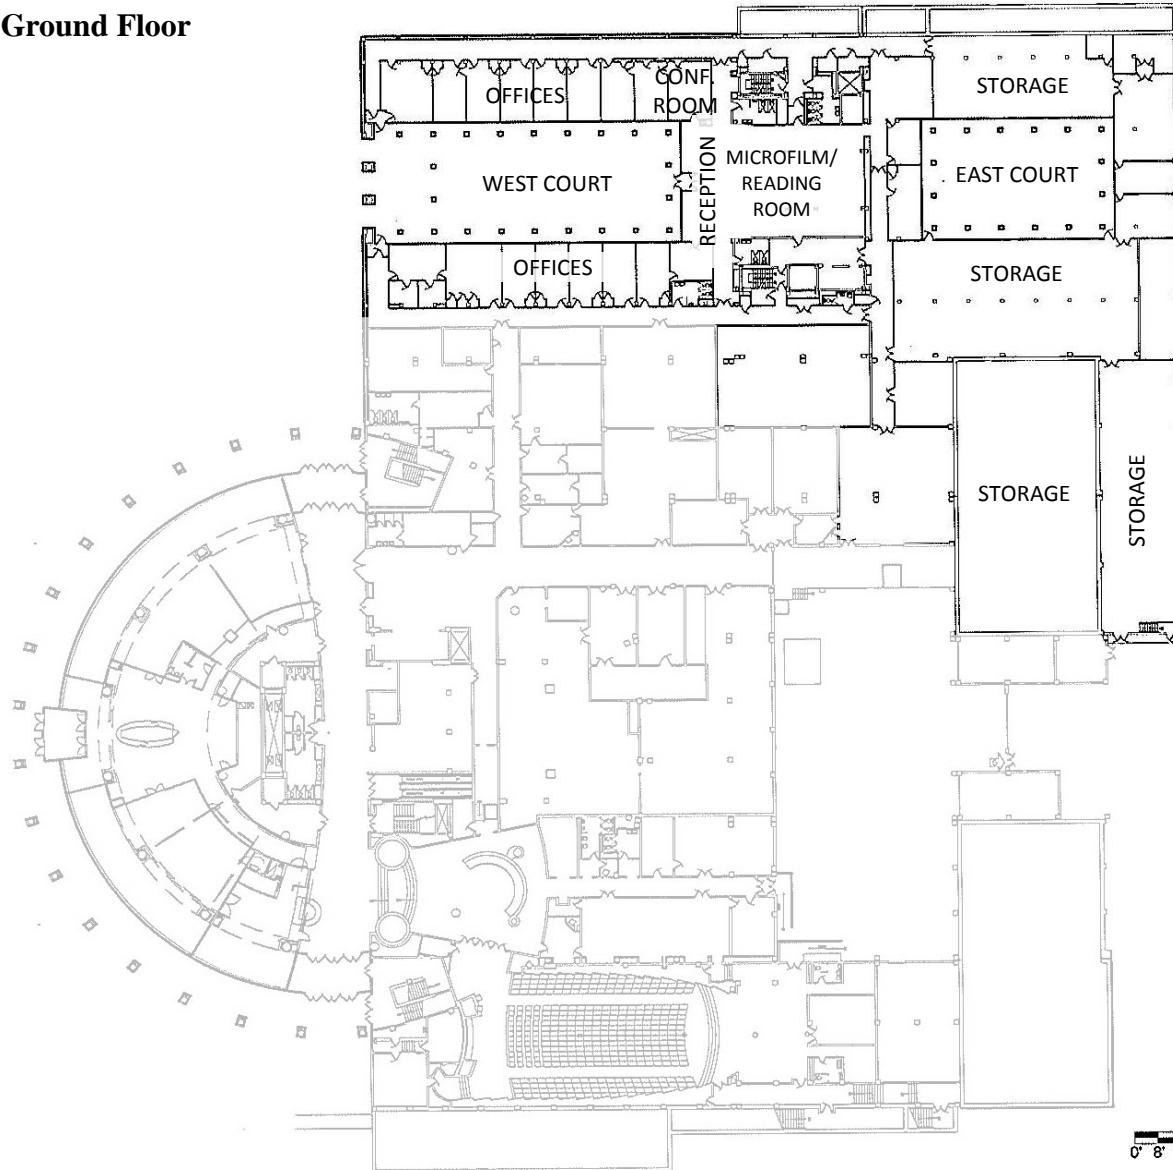 Ground Floor
CONF.
ROOM
OFFICES
STORAGE
WEST COURT
RECEPTION
MICROFILM/
READING
ROOM
EAST COURT
OFFICES
STORAGE
STORAGE
STORAGE
0' 8'